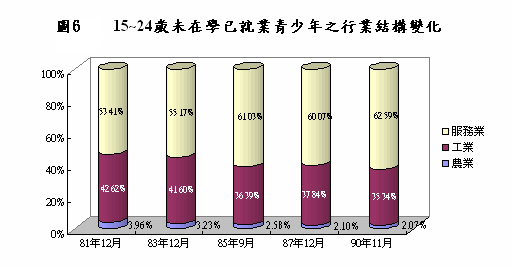 圖6 15~24歲未在學已就業青少年之行業結構變化
100%
80%
60%
40%
20%
0%
53.41% 55.17% 61.03% 60.07% 62.59%
42.62% 41.60% 36.39% 37.84% 35.34%
3.96% 3.23% 2.58% 2.10% 2.07%
81年12月 83年12月 85年9月 87年12月 90年11月
服務業
工業
農業